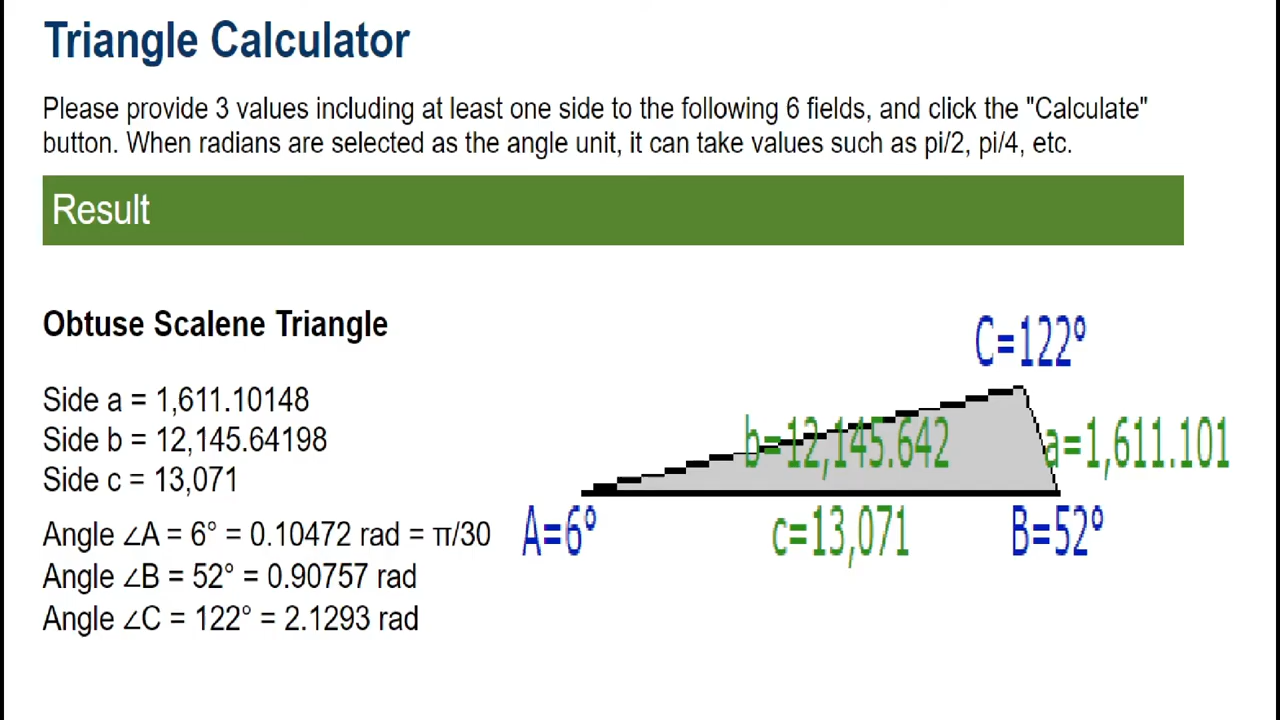 Triangle Calculator
Please provide 3 values including at least one side to the following 6 fields, and click the "Calculate"
button. When radians are selected as the angle unit, it can take values such as pi/2, pi/4, etc.
Result
Obtuse Scalene Triangle
Side a = 1,611.10148
Side b = 12,145.64198
Side c = 13,071
Angle ∠A = 6° = 0.10472 rad = π/30
Angle ∠B = 52° = 0.90757 rad
Angle ∠C = 122° = 2.1293 rad
C=122º
b=12,145.642
a=1,611.101
A=6º
c=13,071
B=52º